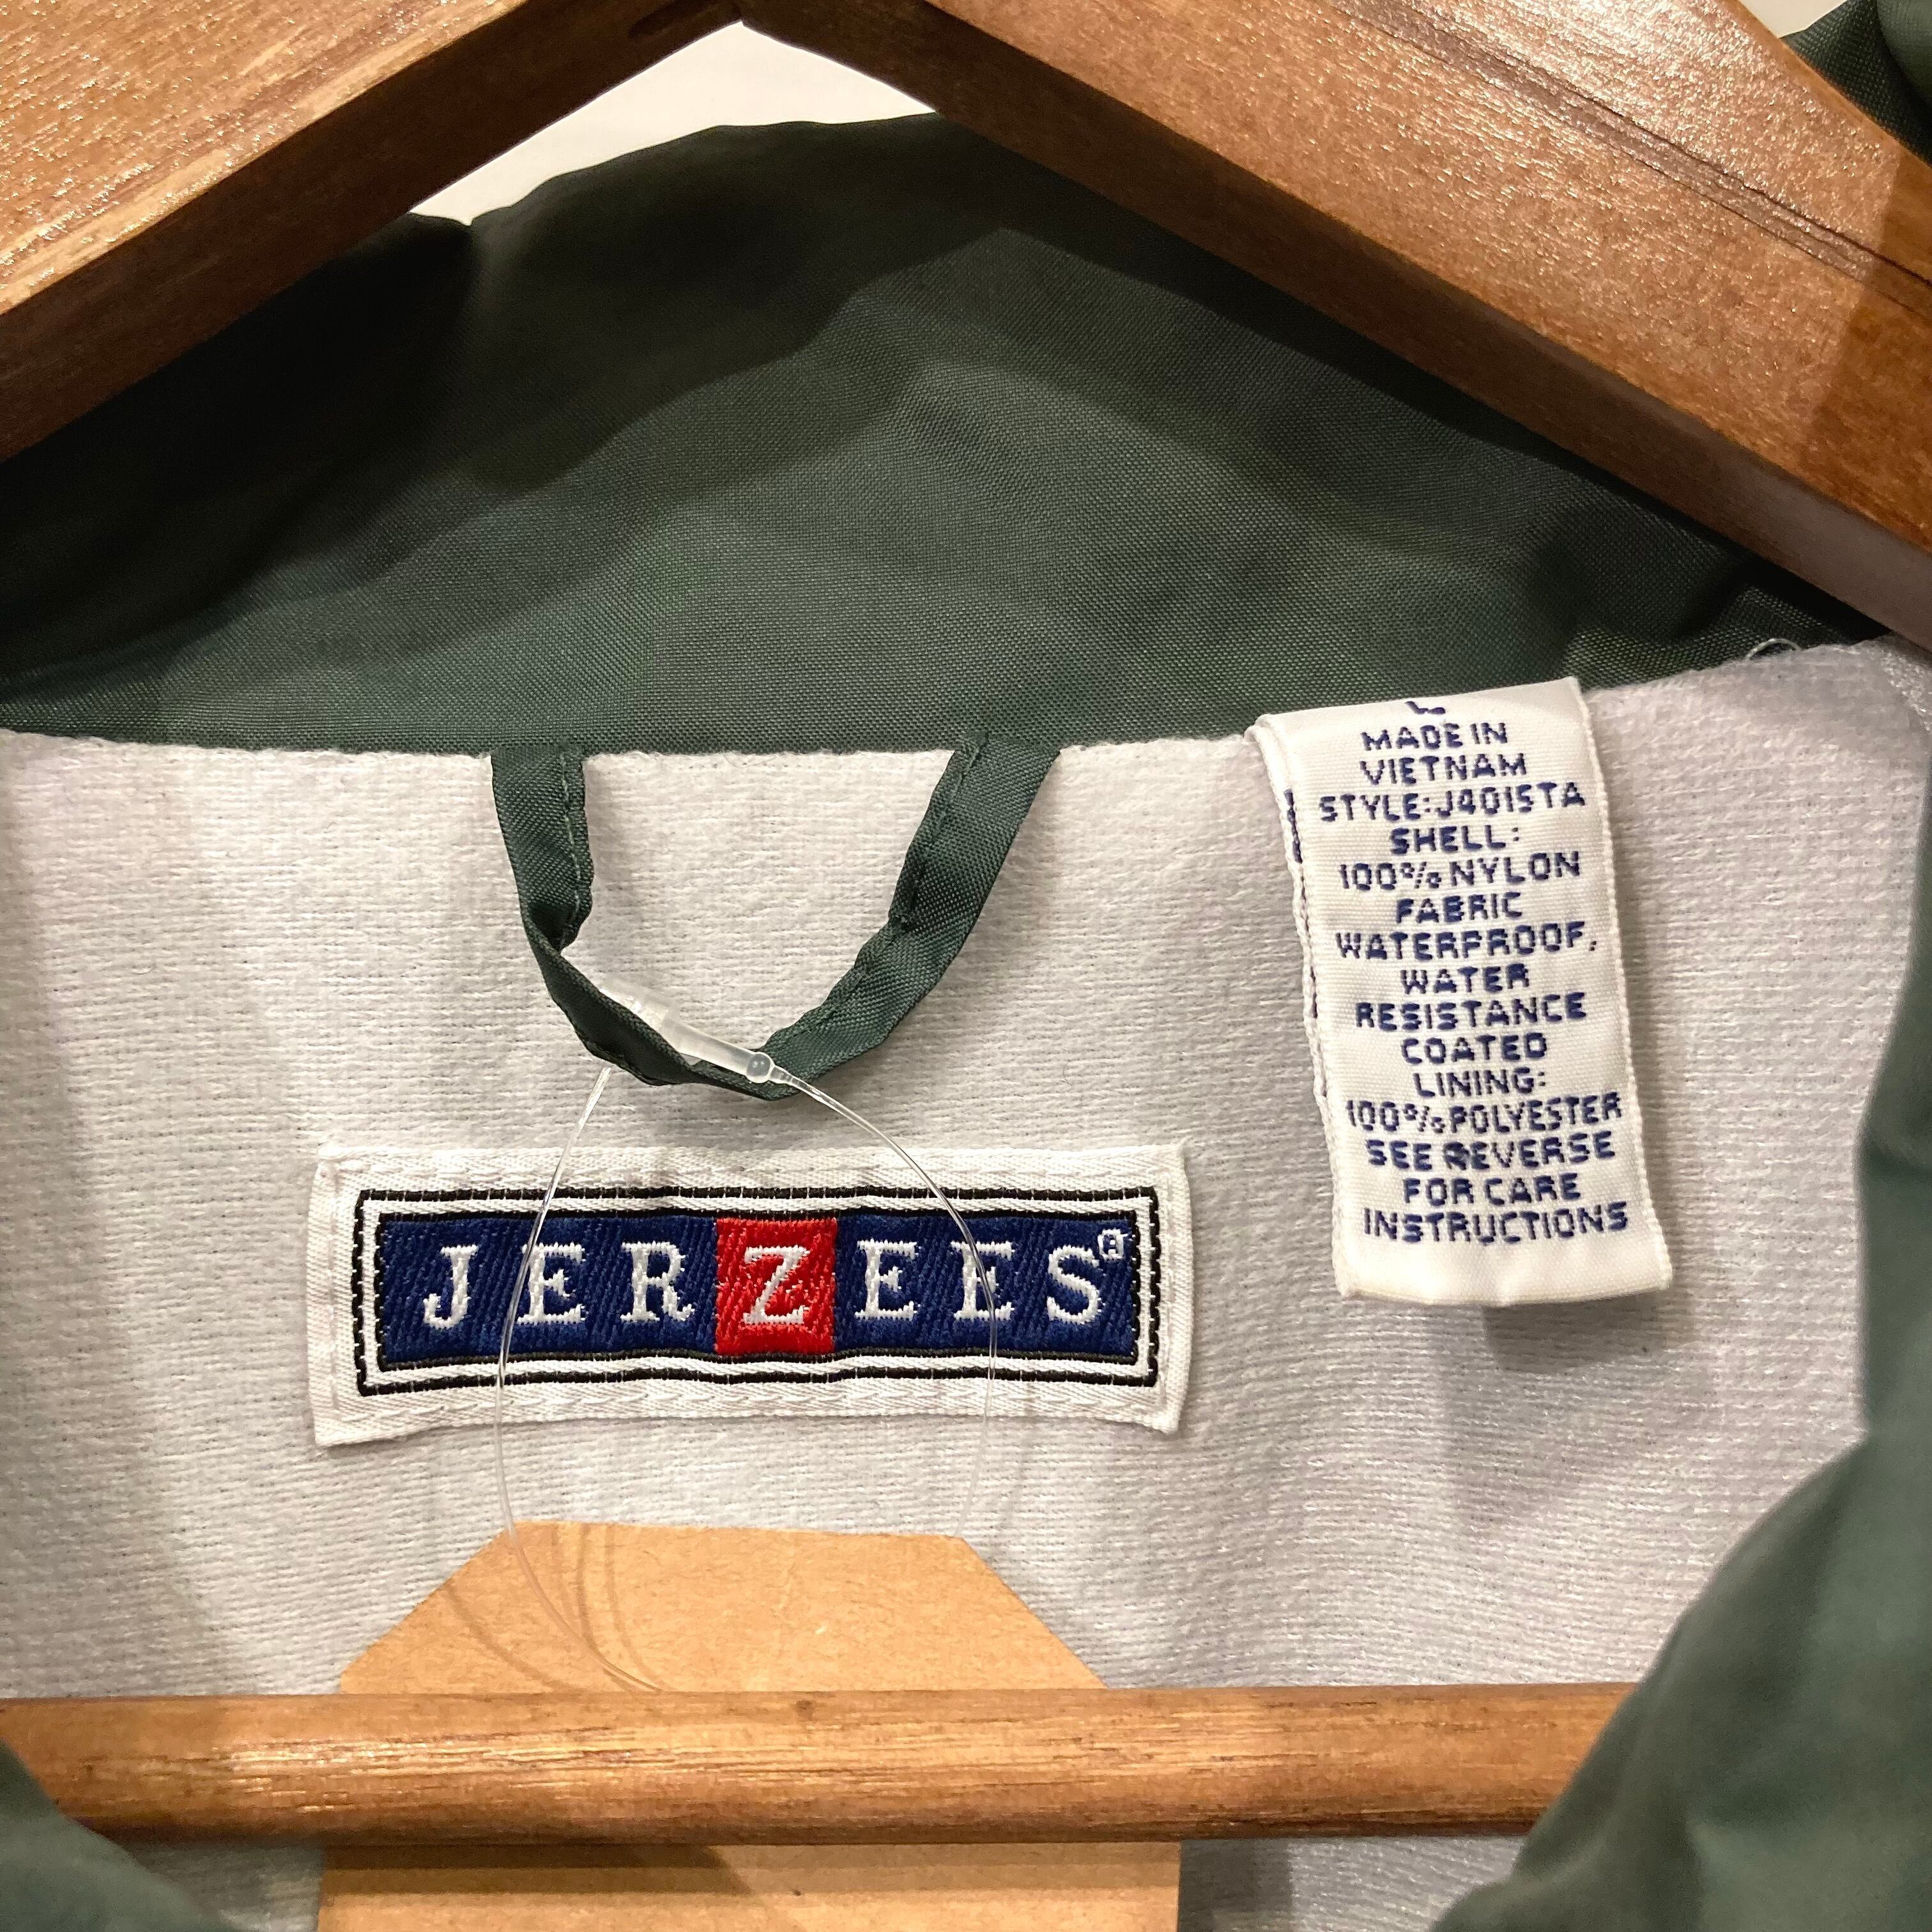 JERZEES®
MADE IN
VIETNAM
STYLE:J4015TA
SHELL:
100% NYLON
FABRIC
WATERPROOF,
WATER
RESISTANCE
COATED
LINING:
100% POLYESTER
SEE REVERSE
FOR CARE
INSTRUCTIONS